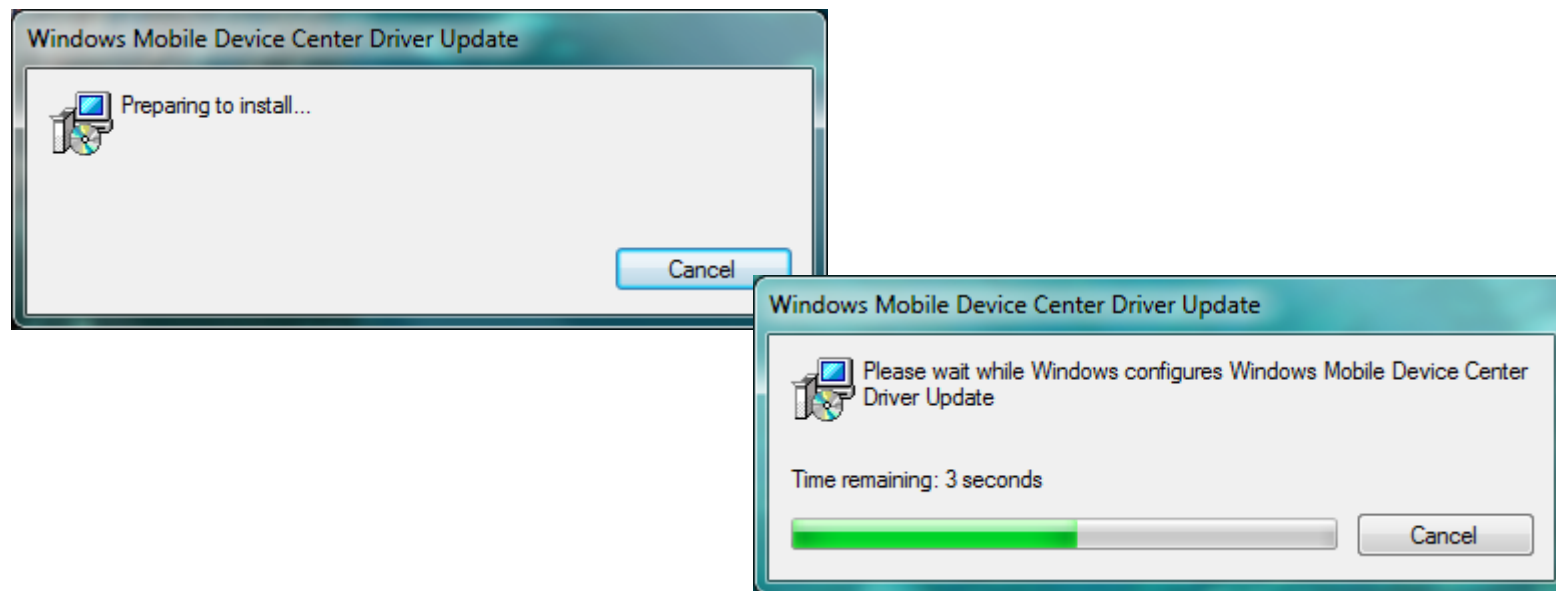 Windows Mobile Device Center Driver Update
Preparing to install...
Cancel
Windows Mobile Device Center Driver Update
Please wait while Windows configures Windows Mobile Device Center
Driver Update
Time remaining: 3 seconds
Cancel